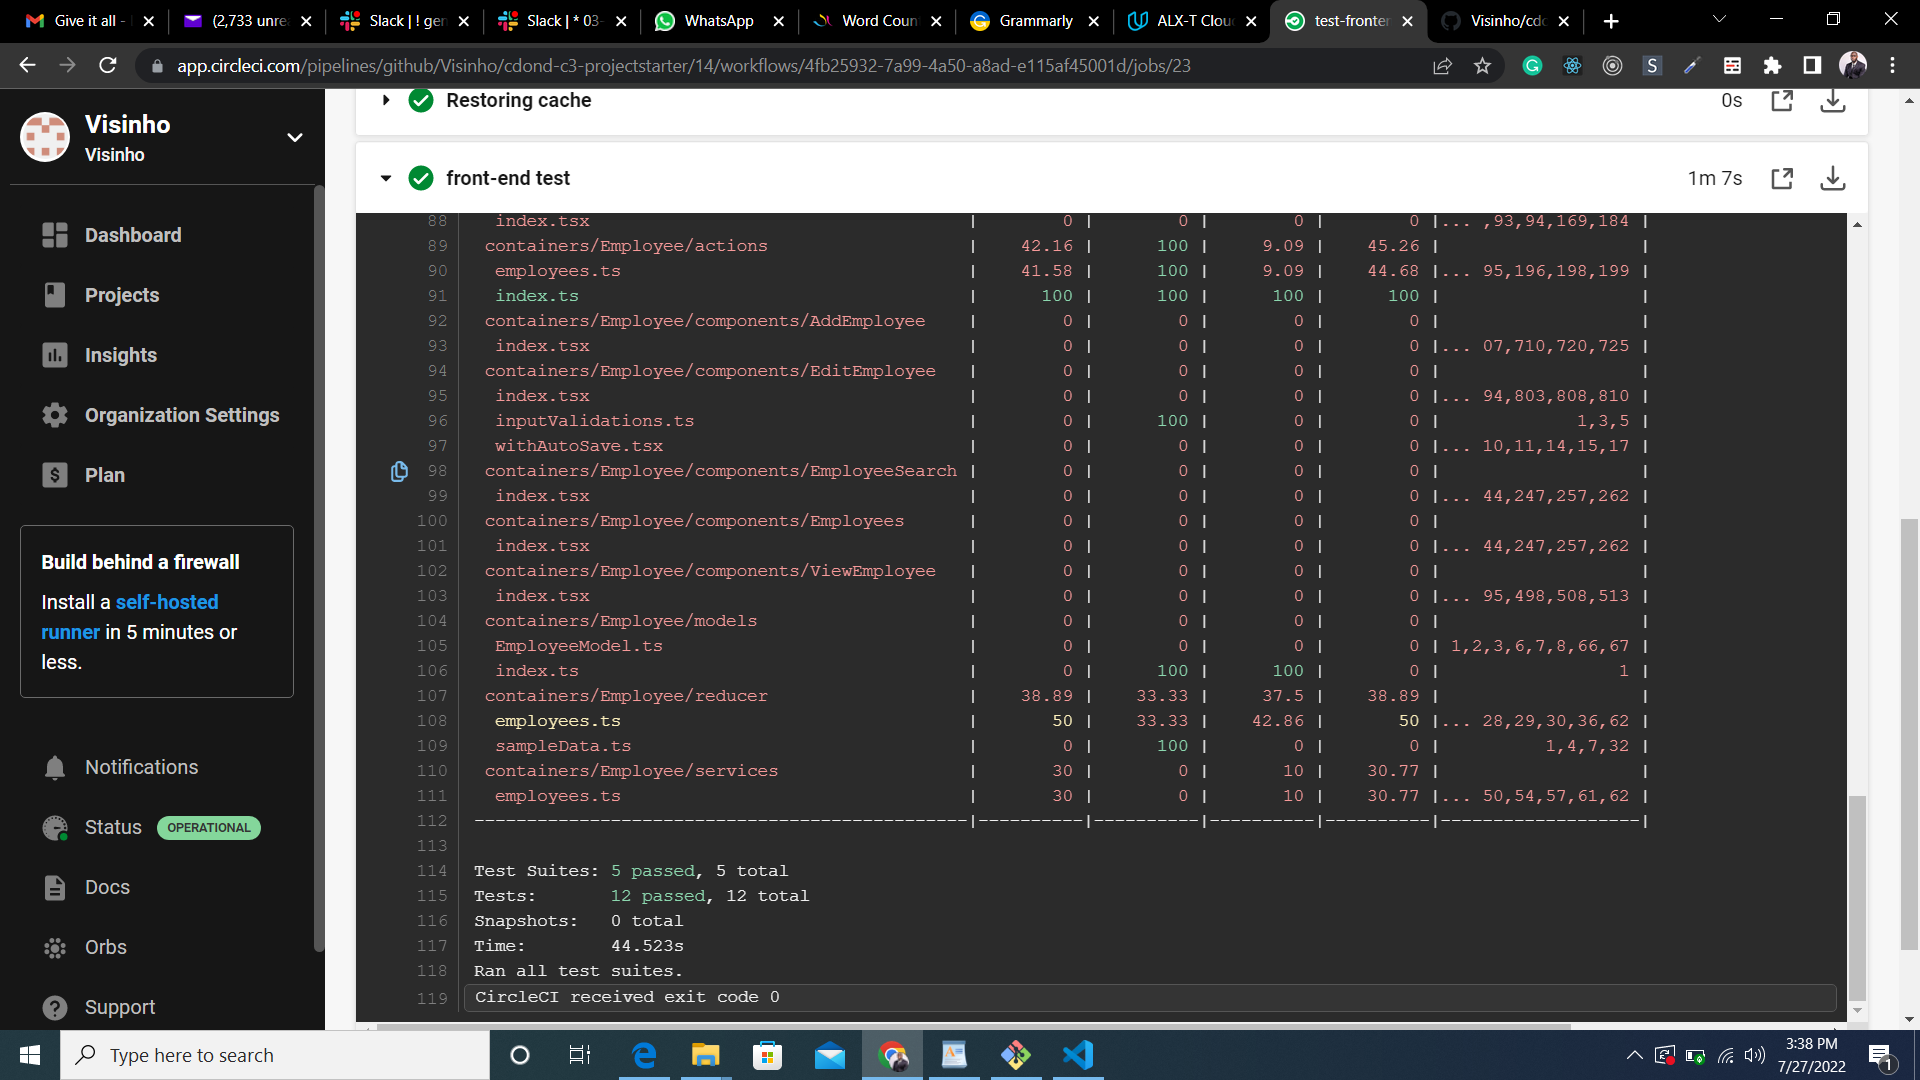 Give it all -
(2,733 unre
Slack | ! gen
Slack | * 03-
WhatsApp
Word Coun
Grammarly
ALX-T Clou
test-fronten
Visinho/cdo
app.circleci.com/pipelines/github/Visinho/cdond-c3-projectstarter/14/workflows/4fb25932-7a99-4a50-a8ad-e115af45001d/jobs/23
Visinho
Visinho
Dashboard
Projects
Insights
Organization Settings
Plan
Build behind a firewall
Install a self-hosted
runner in 5 minutes or
less.
Notifications
Status OPERATIONAL
Docs
Orbs
Support
Restoring cache 0s
front-end test 1m 7s
88 index.tsx | 0 | 0 | 0 | 0 |... ,93,94,169,184 |
89 containers/Employee/actions | 42.16 | 100 | 9.09 | 45.26 | |
90 employees.ts | 41.58 | 100 | 9.09 | 44.68 |... 95,196,198,199 |
91 index.ts | 100 | 100 | 100 | 100 | |
92 containers/Employee/components/AddEmployee | 0 | 0 | 0 | 0 | |
93 index.tsx | 0 | 0 | 0 | 0 |... 07,710,720,725 |
94 containers/Employee/components/EditEmployee | 0 | 0 | 0 | 0 | |
95 index.tsx | 0 | 0 | 0 | 0 |... 94,803,808,810 |
96 inputValidations.ts | 0 | 100 | 0 | 0 | 1,3,5 |
97 withAutoSave.tsx | 0 | 0 | 0 | 0 |... 10,11,14,15,17 |
98 containers/Employee/components/EmployeeSearch | 0 | 0 | 0 | 0 | |
99 index.tsx | 0 | 0 | 0 | 0 |... 44,247,257,262 |
100 containers/Employee/components/Employees | 0 | 0 | 0 | 0 | |
101 index.tsx | 0 | 0 | 0 | 0 |... 44,247,257,262 |
102 containers/Employee/components/ViewEmployee | 0 | 0 | 0 | 0 | |
103 index.tsx | 0 | 0 | 0 | 0 |... 95,498,508,513 |
104 containers/Employee/models | 0 | 0 | 0 | 0 | |
105 EmployeeModel.ts | 0 | 0 | 0 | 0 | 1,2,3,6,7,8,66,67 |
106 index.ts | 0 | 100 | 100 | 0 | 1 |
107 containers/Employee/reducer | 38.89 | 33.33 | 37.5 | 38.89 | |
108 employees.ts | 50 | 33.33 | 42.86 | 50 |... 28,29,30,36,62 |
109 sampleData.ts | 0 | 100 | 0 | 0 | 1,4,7,32 |
110 containers/Employee/services | 30 | 0 | 10 | 30.77 | |
111 employees.ts | 30 | 0 | 10 | 30.77 |... 50,54,57,61,62 |
112 -----------------------------------------------|----------|----------|----------|----------|-------------------|
113
114 Test Suites: 5 passed, 5 total
115 Tests: 12 passed, 12 total
116 Snapshots: 0 total
117 Time: 44.523s
118 Ran all test suites.
119 CircleCI received exit code 0
Type here to search
3:38 PM
7/27/2022
1